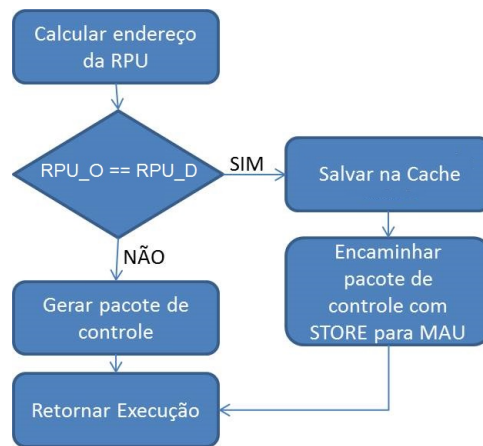 Calcular endereço
da RPU
RPU_O == RPU_D
SIM
Salvar na Cache
NÃO
Encaminhar
pacote de
controle com
STORE para MAU
Gerar pacote de
controle
Retornar Execução